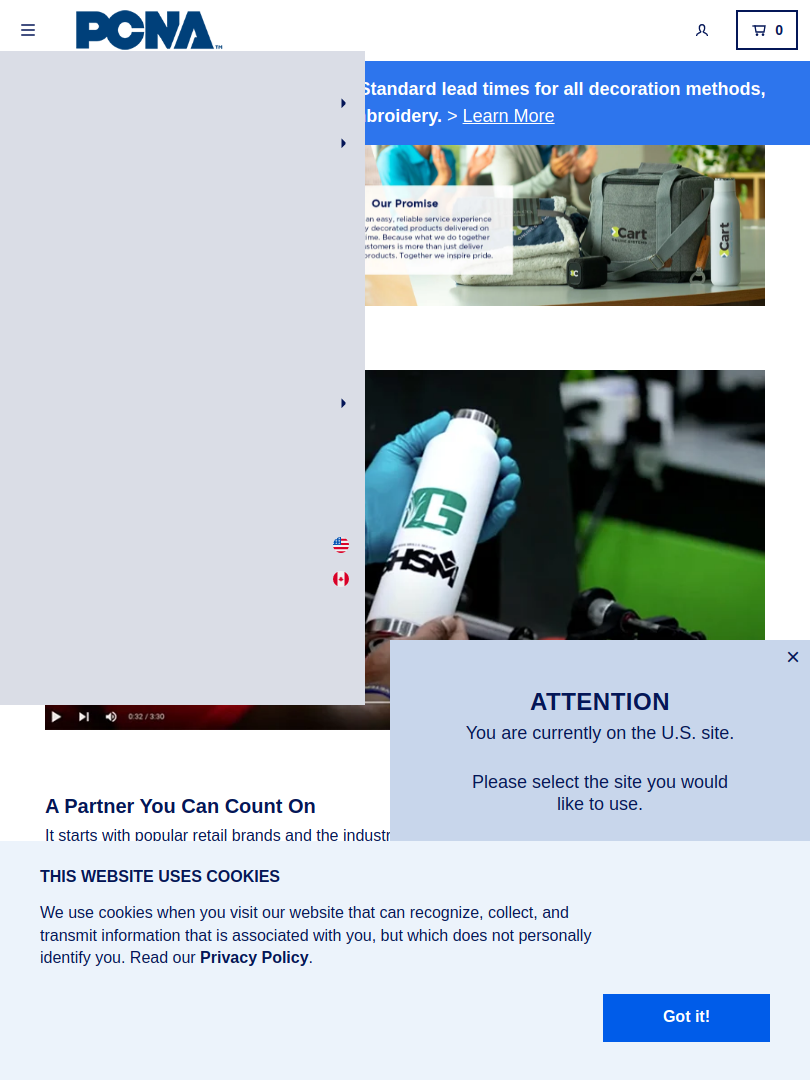 PCNA™
0
Standard lead times for all decoration methods,
broidery. > Learn More
Our Promise
an easy, reliable service experience
y decorated products delivered on
ime. Because what we do together
stomers is more than just deliver
products. Together we inspire pride.
Cart
Cart
G
GHSM
0:32 / 3:30
ATTENTION
You are currently on the U.S. site.
Please select the site you would
like to use.
A Partner You Can Count On
It starts with popular retail brands and the industr
THIS WEBSITE USES COOKIES
We use cookies when you visit our website that can recognize, collect, and
transmit information that is associated with you, but which does not personally
identify you. Read our Privacy Policy.
Got it!